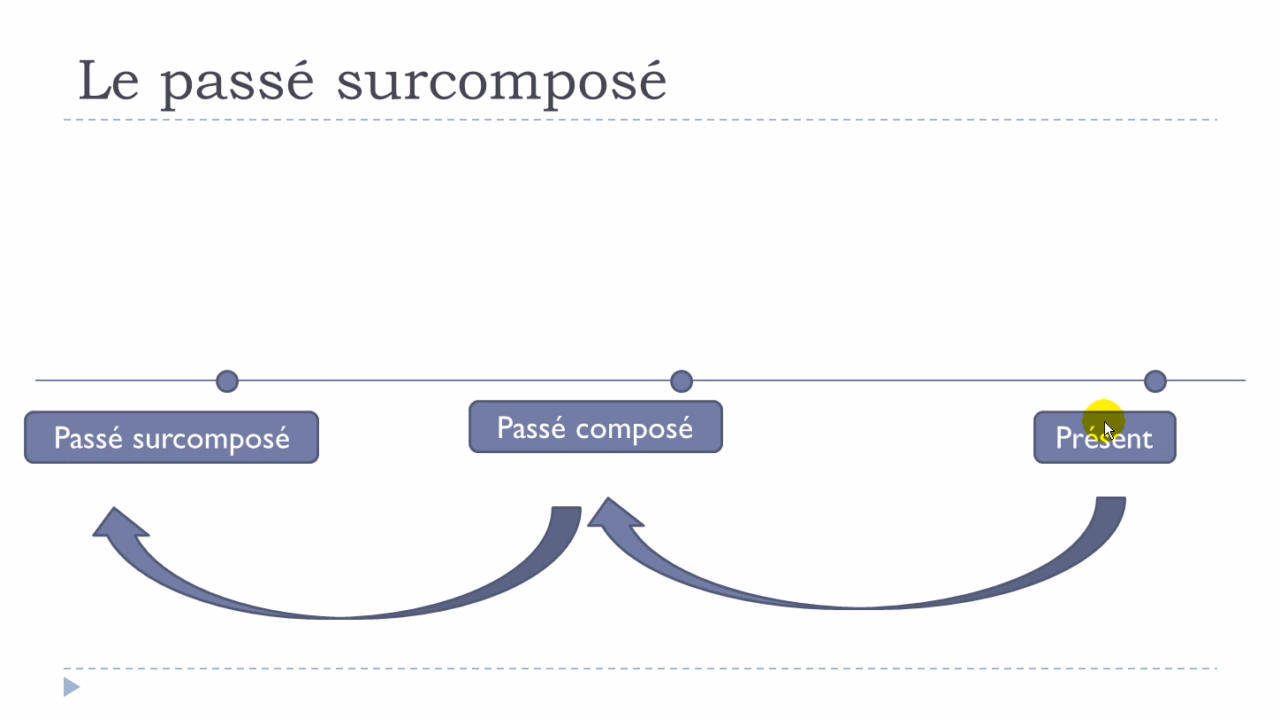 Le passé surcomposé
Passé surcomposé
Passé composé
Présent